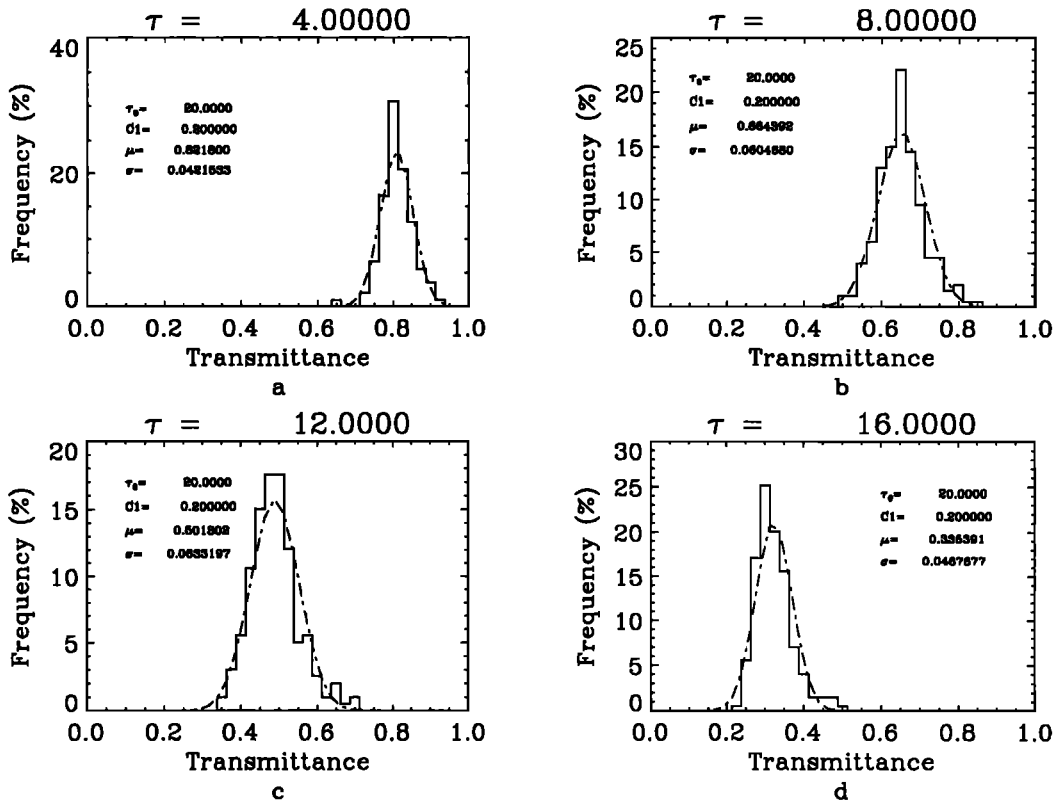 τ = 4.00000
40
20
0
Frequency (%)
τ₀= 20.0000
C1= 0.200000
μ= 0.821800
σ= 0.0421533
0.0 0.2 0.4 0.6 0.8 1.0
Transmittance
a
τ = 8.00000
25
20
15
10
5
0
Frequency (%)
τ₀= 20.0000
C1= 0.200000
μ= 0.664392
σ=
0.0 0.2 0.4 0.6 0.8 1.0
Transmittance
b
τ = 12.0000
20
15
10
5
0
Frequency (%)
τ₀= 20.0000
C1= 0.200000
μ= 0.501802
σ= 0.0633197
0.0 0.2 0.4 0.6 0.8 1.0
Transmittance
c
τ = 16.0000
30
25
20
15
10
5
0
Frequency (%)
τ₀= 20.0000
C1= 0.200000
μ= 0.335391
σ=
0.0 0.2 0.4 0.6 0.8 1.0
Transmittance
d